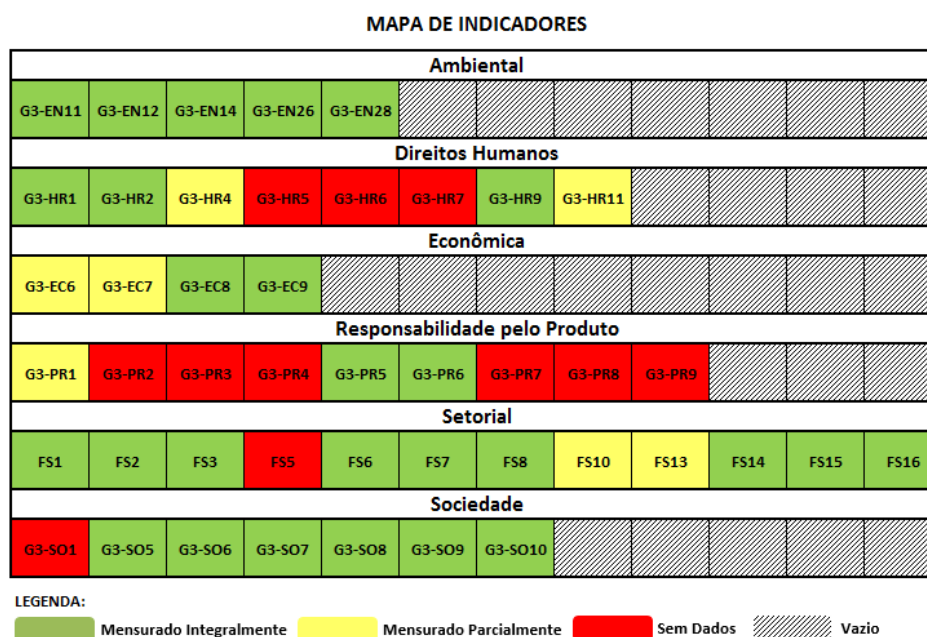 MAPA DE INDICADORES
Ambiental
G3-EN11 G3-EN12 G3-EN14 G3-EN26 G3-EN28
Direitos Humanos
G3-HR1 G3-HR2 G3-HR4 G3-HR5 G3-HR6 G3-HR7 G3-HR9 G3-HR11
Econômica
G3-EC6 G3-EC7 G3-EC8 G3-EC9
Responsabilidade pelo Produto
G3-PR1 G3-PR2 G3-PR3 G3-PR4 G3-PR5 G3-PR6 G3-PR7 G3-PR8 G3-PR9
Setorial
FS1 FS2 FS3 FS5 FS6 FS7 FS8 FS10 FS13 FS14 FS15 FS16
Sociedade
G3-SO1 G3-SO5 G3-SO6 G3-SO7 G3-SO8 G3-SO9 G3-SO10
LEGENDA:
Mensurado Integralmente Mensurado Parcialmente Sem Dados Vazio